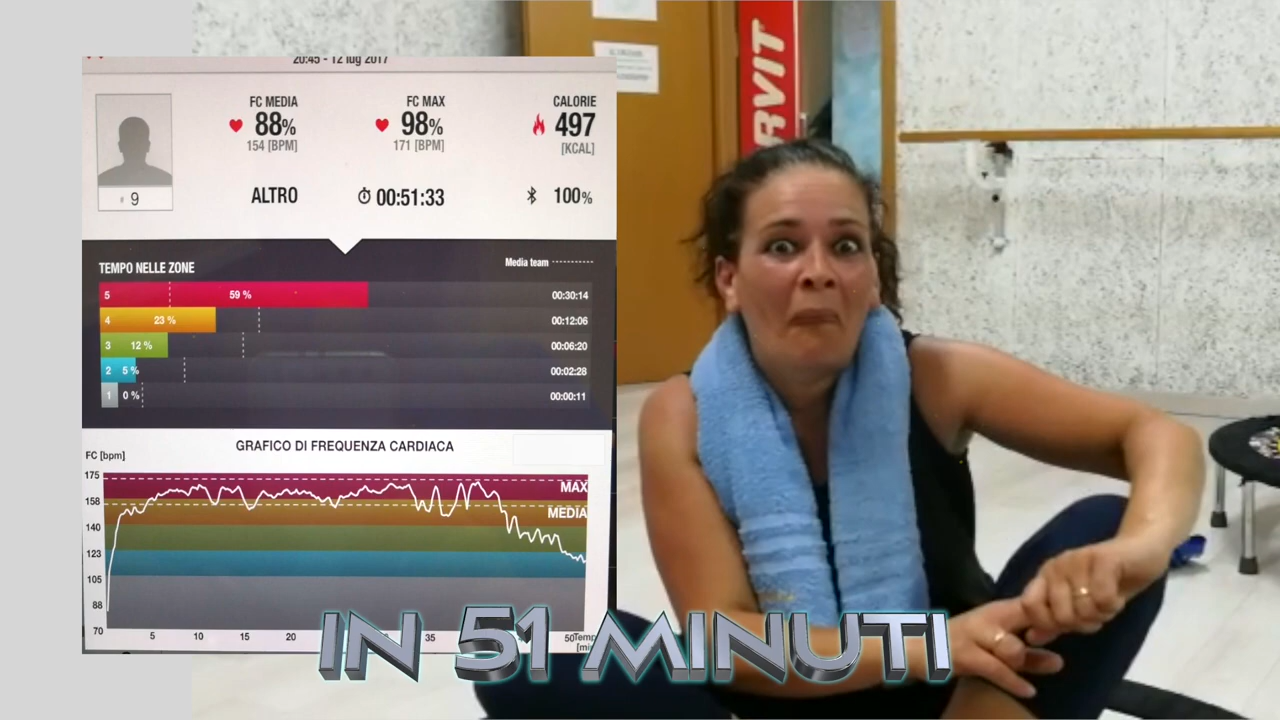 20:45 - 12 lug 2017
FC MEDIA
88%
154 [BPM]
FC MAX
98%
171 [BPM]
CALORIE
497
[KCAL]
9
ALTRO
00:51:33
100%
TEMPO NELLE ZONE
Media team
5 59 % 00:30:14
4 23 % 00:12:06
3 12 % 00:06:20
2 5 % 00:02:28
1 0 % 00:00:11
GRAFICO DI FREQUENZA CARDIACA
FC [bpm]
175
158
140
123
105
88
70
MAX
MEDIA
5 10 15 20 35 50 Temp
[mi
RVIT
IN 51 MINUTI